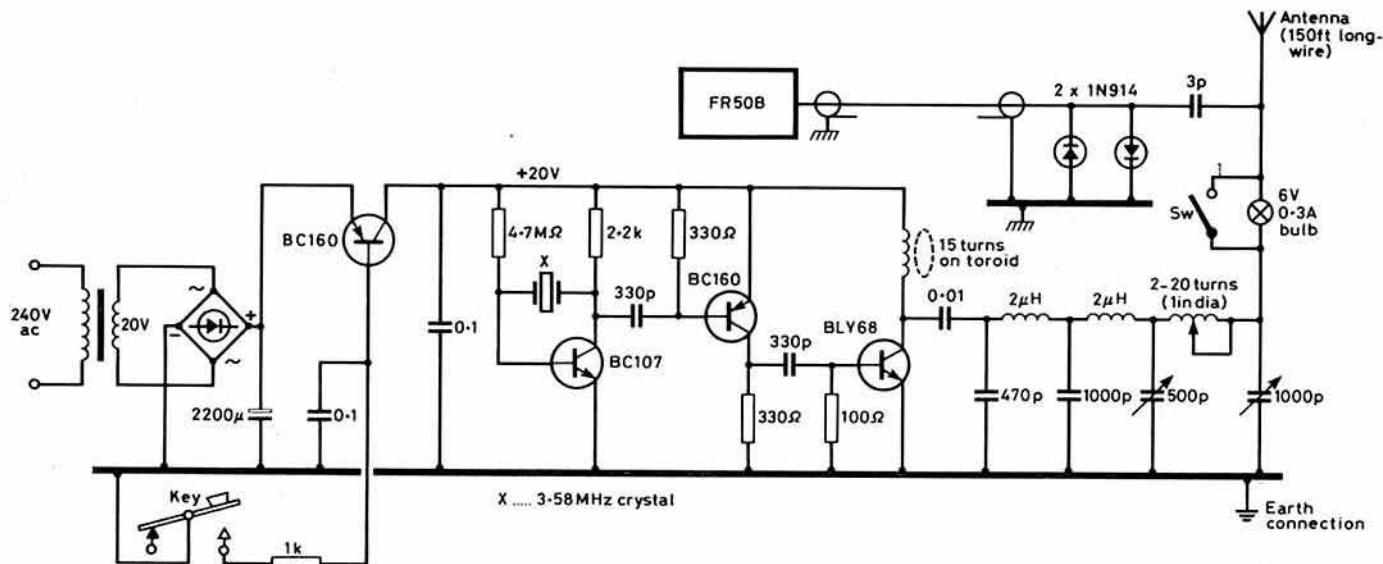 Antenna
(150ft long-
wire)
FR50B
2 x 1N914
3p
1
Sw
6V
0·3A
bulb
+20V
BC160
4·7MΩ
2·2k
330Ω
X
BC160
15 turns
on toroid
240V
ac
20V
~
−
+
~
0·1
330p
BC107
330p
BLY68
0·01
2μH
2μH
2-20 turns
(1in dia)
2200μ
0·1
330Ω
100Ω
470p
1000p
500p
1000p
Key
1k
X ..... 3·58MHz crystal
Earth
connection